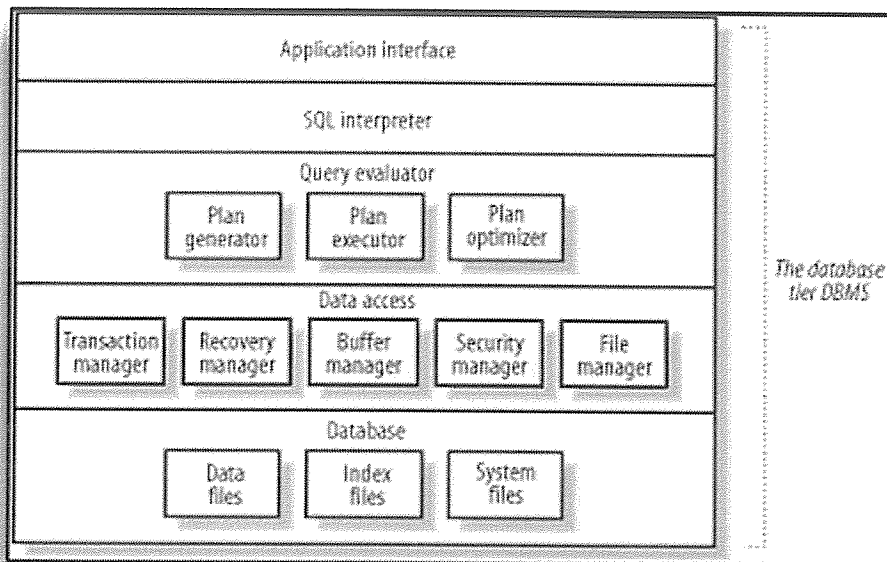 Application interface
SQL interpreter
Query evaluator
Plan
generator
Plan
executor
Plan
optimizer
Data access
Transaction
manager
Recovery
manager
Buffer
manager
Security
manager
File
manager
Database
Data
files
Index
files
System
files
The database
tier DBMS